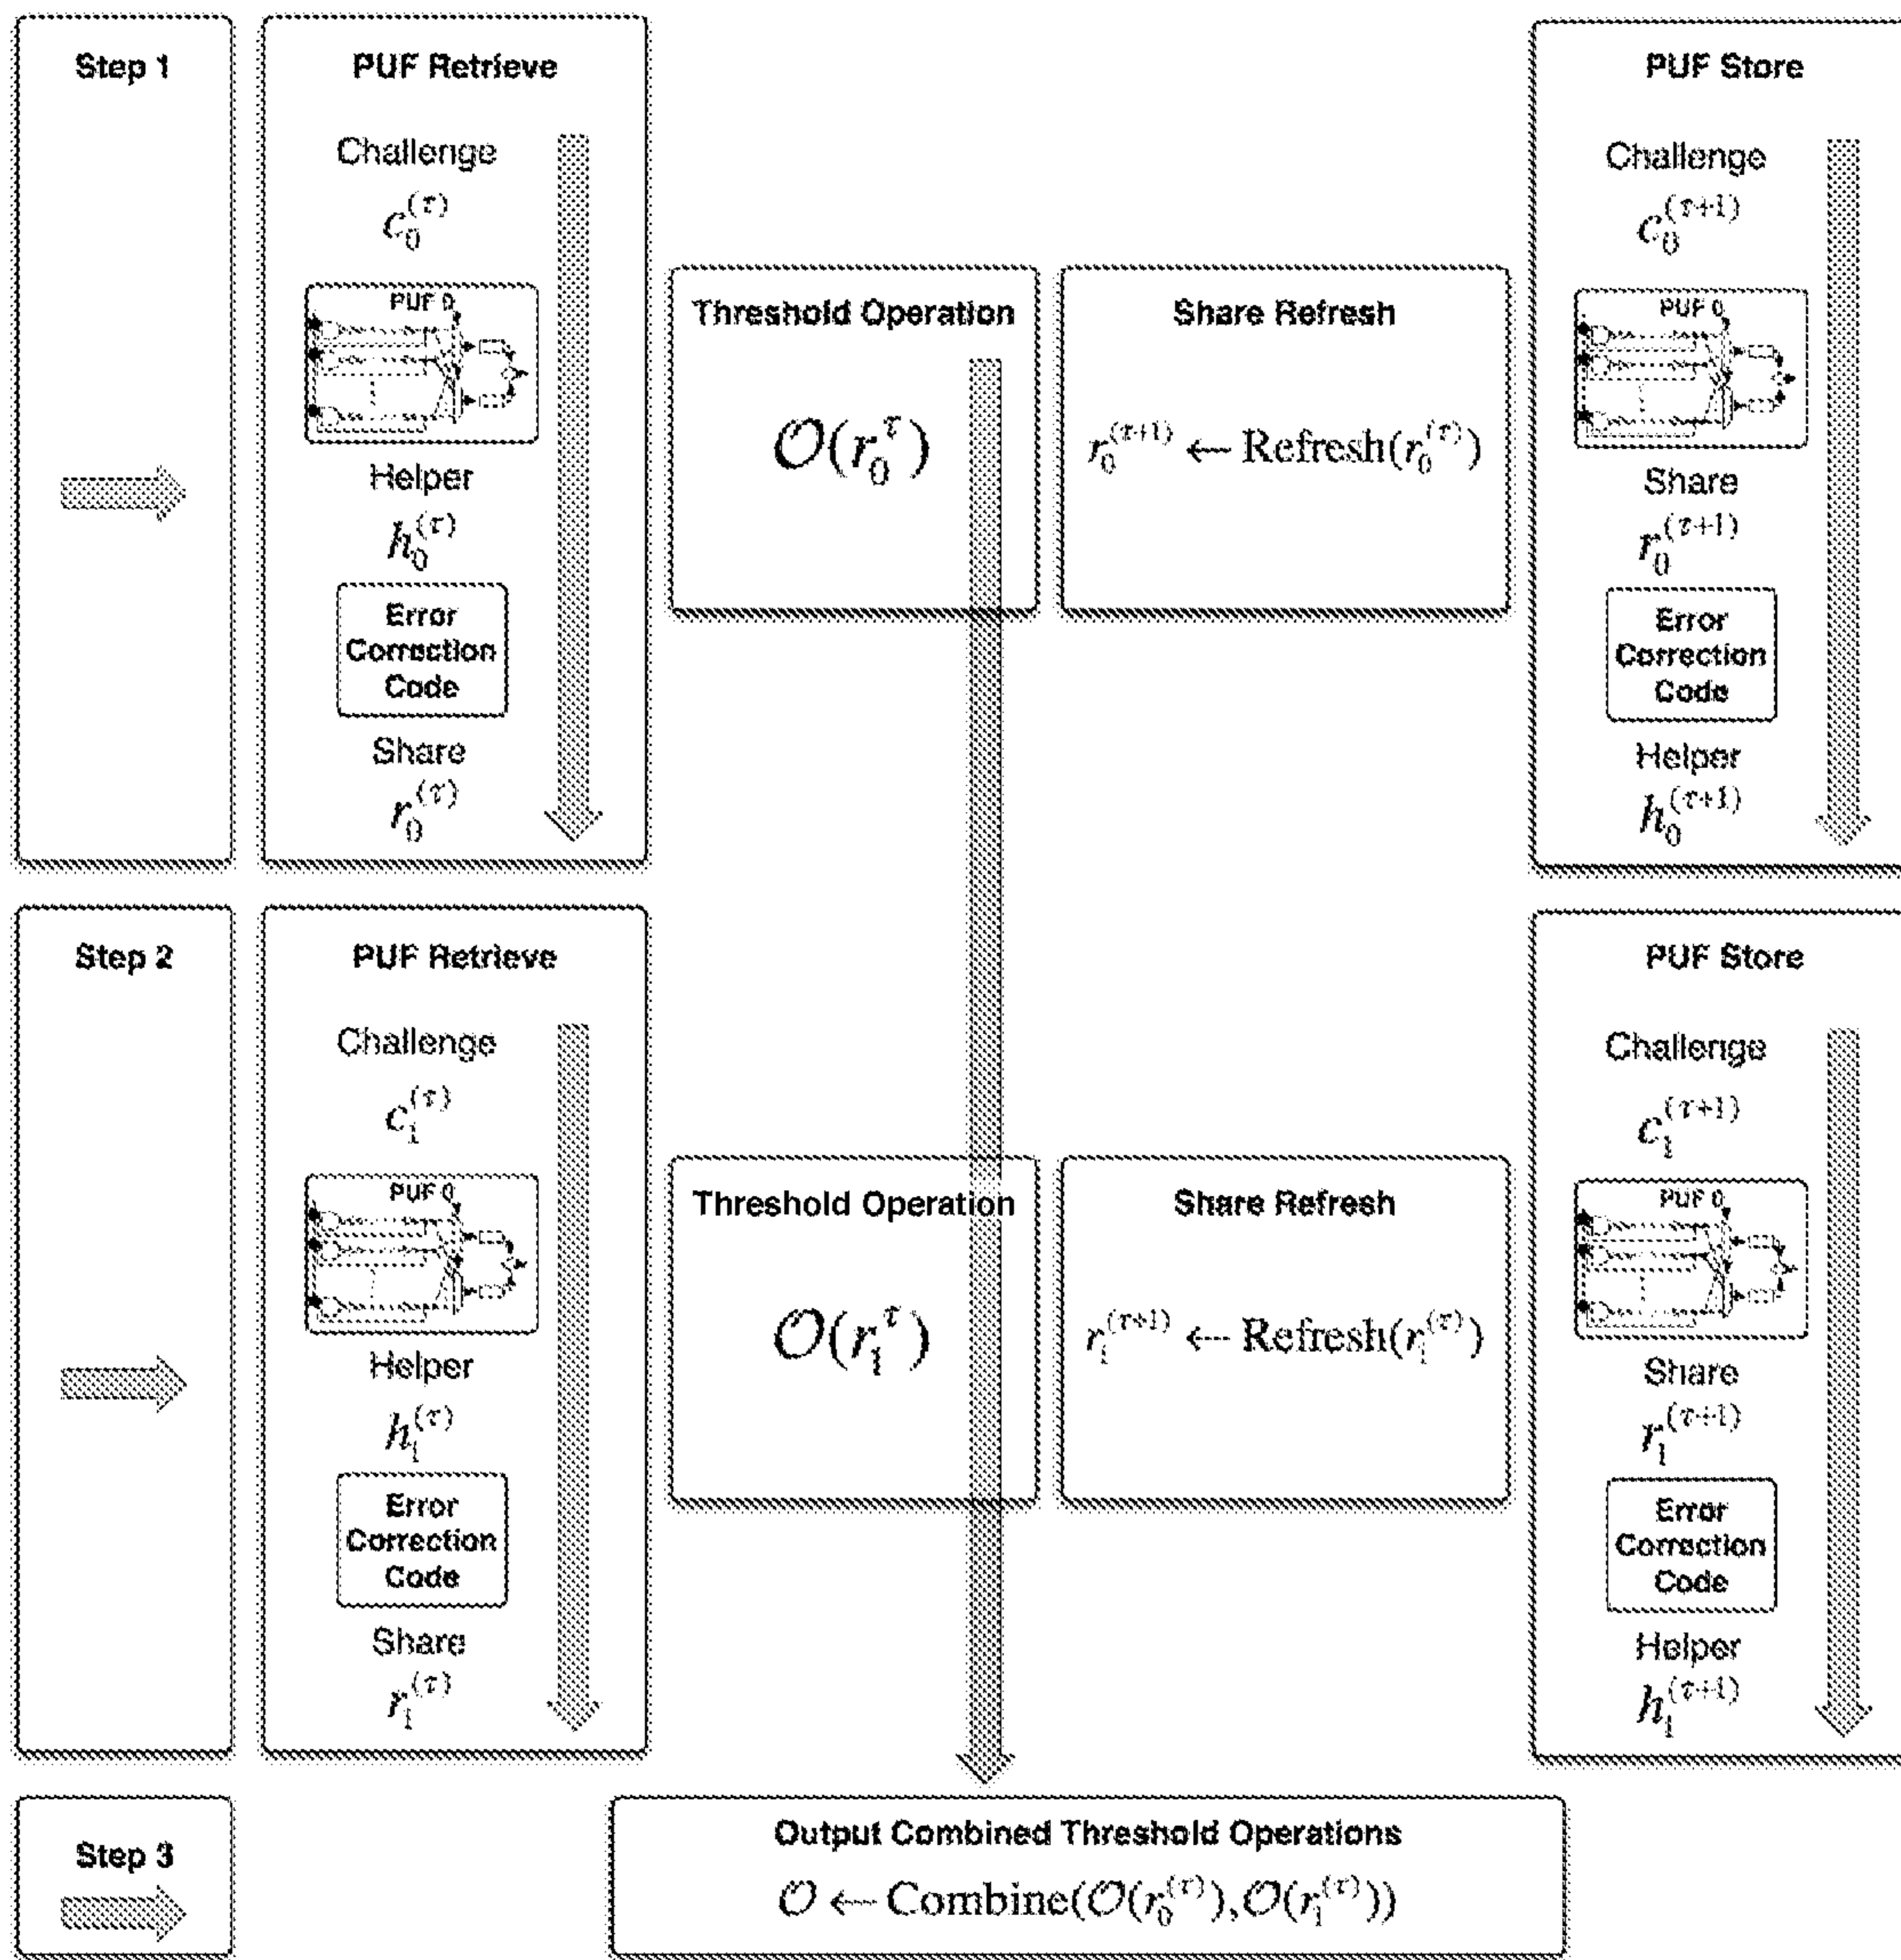 Step 1
PUF Retrieve
Challenge
c_0^{(τ)}
PUF 0
Helper
h_0^{(τ)}
Error
Correction
Code
Share
r_0^{(τ)}
Threshold Operation
𝒪(r_0^τ)
Share Refresh
r_0^{(τ+1)} ← Refresh(r_0^{(τ)})
PUF Store
Challenge
c_0^{(τ+1)}
PUF 0
Share
r_0^{(τ+1)}
Error
Correction
Code
Helper
h_0^{(τ+1)}
Step 2
PUF Retrieve
Challenge
c_1^{(τ)}
PUF 0
Helper
h_1^{(τ)}
Error
Correction
Code
Share
r_1^{(τ)}
Threshold Operation
𝒪(r_1^τ)
Share Refresh
r_1^{(τ+1)} ← Refresh(r_1^{(τ)})
PUF Store
Challenge
c_1^{(τ+1)}
PUF 0
Share
r_1^{(τ+1)}
Error
Correction
Code
Helper
h_1^{(τ+1)}
Step 3
Output Combined Threshold Operations
𝒪 ← Combine(𝒪(r_0^{(τ)}),𝒪(r_1^{(τ)}))